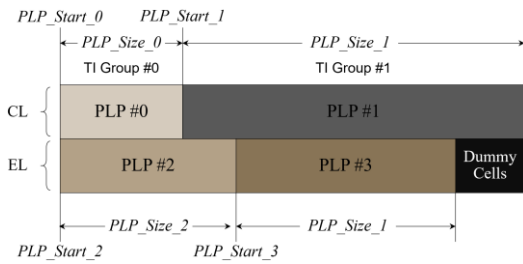 PLP_Start_0 PLP_Start_1
PLP_Size_0 PLP_Size_1
TI Group #0 TI Group #1
CL PLP #0 PLP #1
EL PLP #2 PLP #3 Dummy
Cells
PLP_Size_2 PLP_Size_1
PLP_Start_2 PLP_Start_3